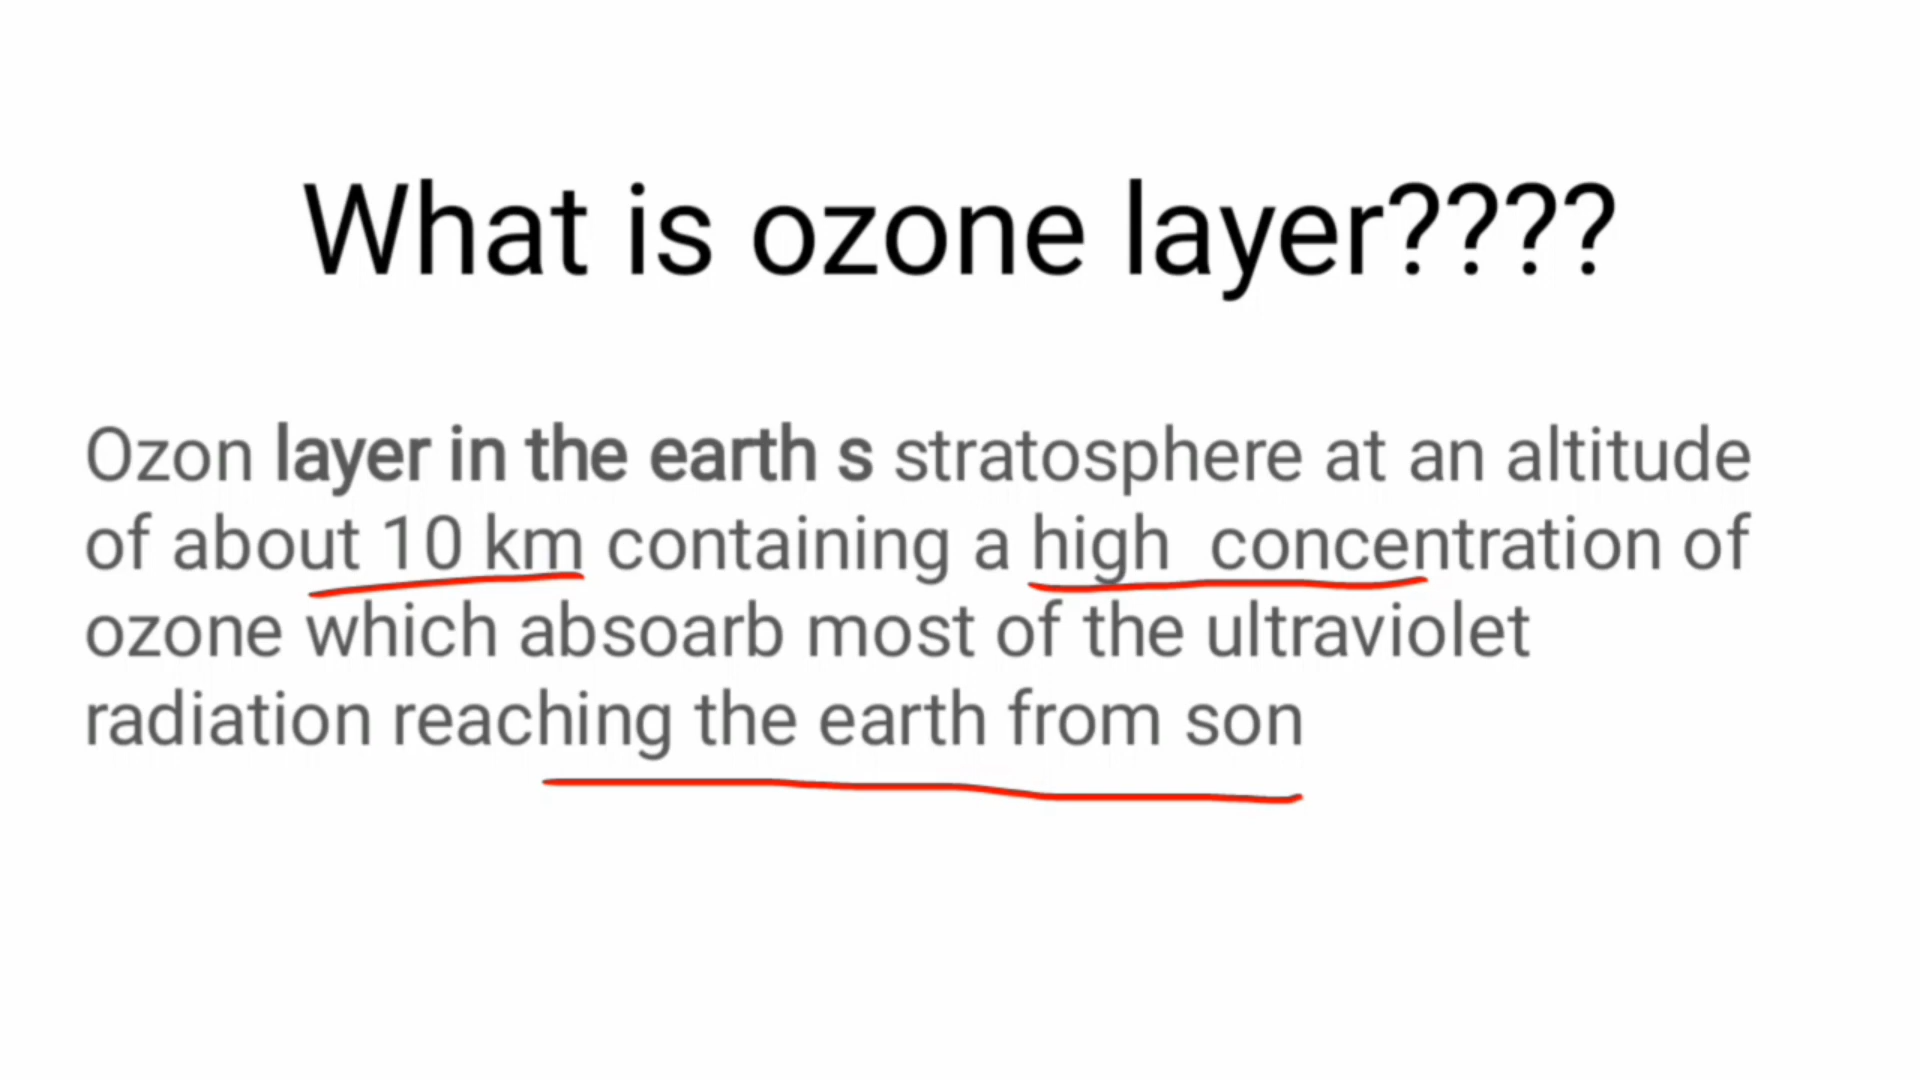 What is ozone layer????
Ozon layer in the earth s stratosphere at an altitude
of about 10 km containing a high concentration of
ozone which absoarb most of the ultraviolet
radiation reaching the earth from son